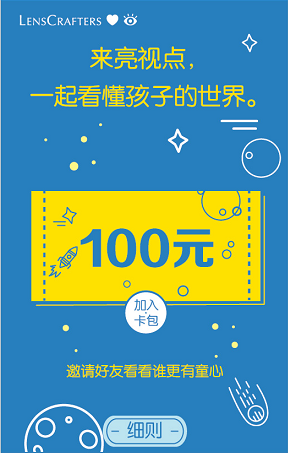 LENSCRAFTERS
来亮视点，
一起看懂孩子的世界。
100元
加入
卡包
邀请好友看看谁更有童心
细则